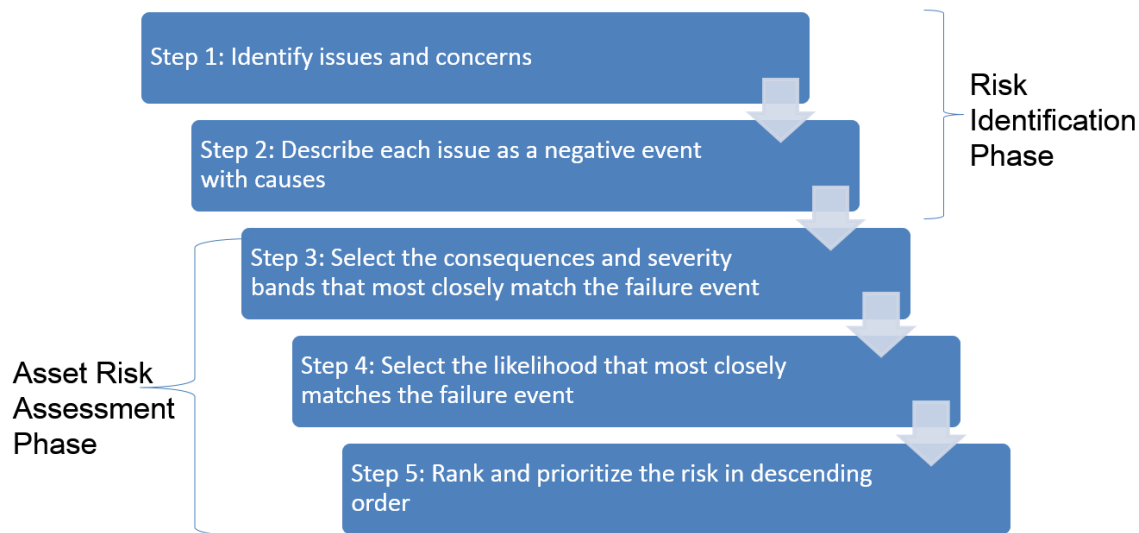 Step 1: Identify issues and concerns
Risk
Identification
Phase
Step 2: Describe each issue as a negative event
with causes
Step 3: Select the consequences and severity
bands that most closely match the failure event
Asset Risk
Assessment
Phase
Step 4: Select the likelihood that most closely
matches the failure event
Step 5: Rank and prioritize the risk in descending
order